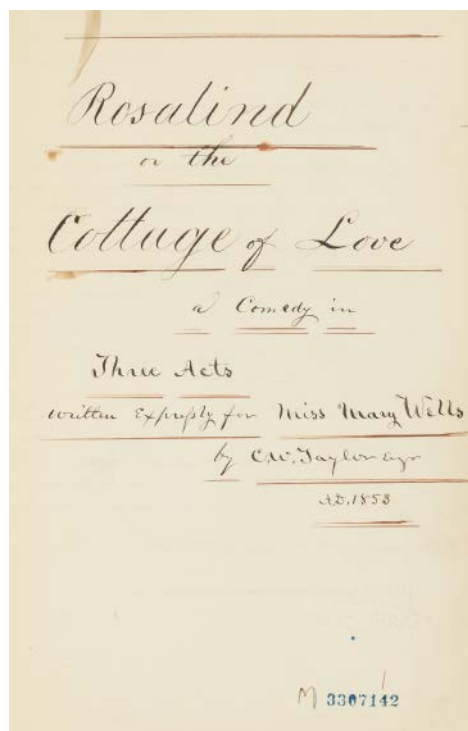 Rosalind
or the
Cottage of Love
a Comedy in
Three Acts
written Expressly for Miss Mary Wells
by C.W. Taylor
A.D. 1853
M 3307142